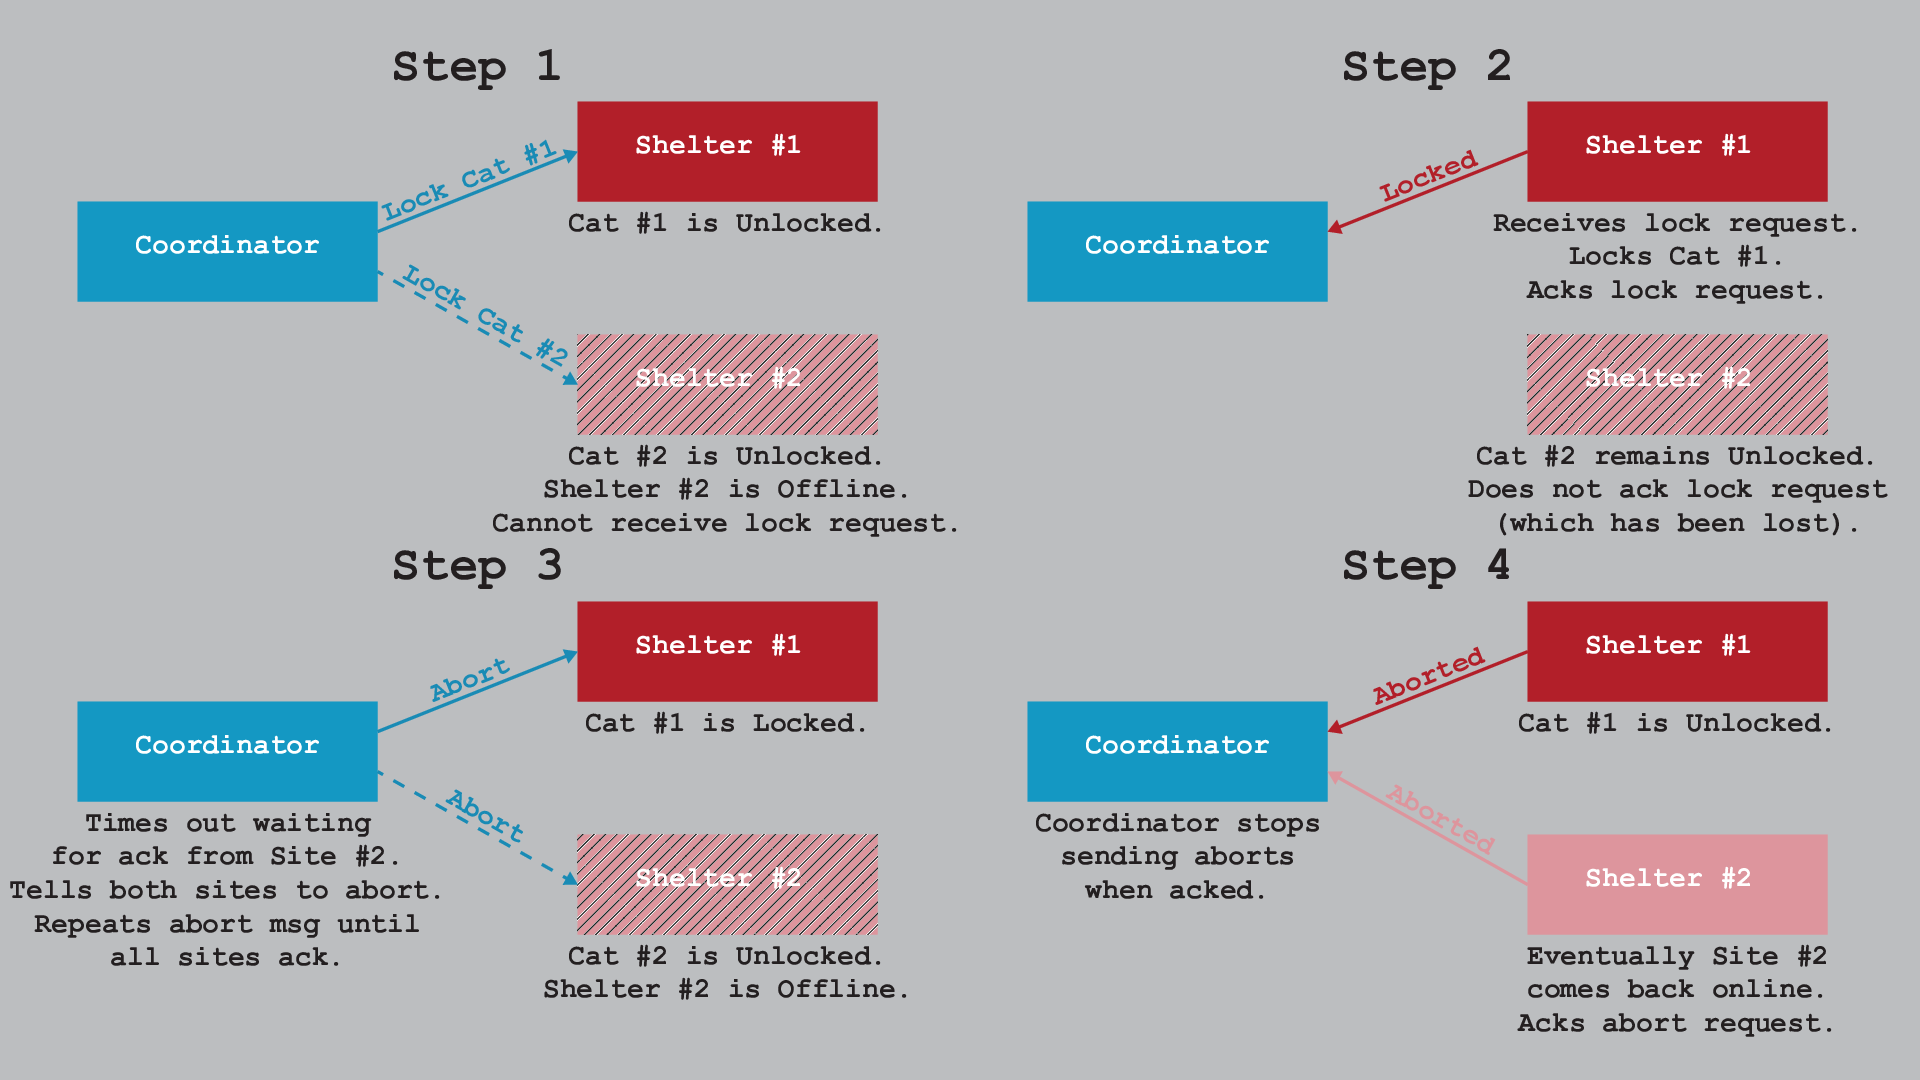 Step 1
Shelter #1
Lock Cat #1
Cat #1 is Unlocked.
Coordinator
Lock Cat #2
Shelter #2
Cat #2 is Unlocked.
Shelter #2 is Offline.
Cannot receive lock request.
Step 2
Shelter #1
Locked
Receives lock request.
Locks Cat #1.
Acks lock request.
Coordinator
Shelter #2
Cat #2 remains Unlocked.
Does not ack lock request
(which has been lost).
Step 3
Shelter #1
Abort
Cat #1 is Locked.
Coordinator
Times out waiting
for ack from Site #2.
Tells both sites to abort.
Repeats abort msg until
all sites ack.
Abort
Shelter #2
Cat #2 is Unlocked.
Shelter #2 is Offline.
Step 4
Shelter #1
Aborted
Cat #1 is Unlocked.
Coordinator
Coordinator stops
sending aborts
when acked.
Aborted
Shelter #2
Eventually Site #2
comes back online.
Acks abort request.